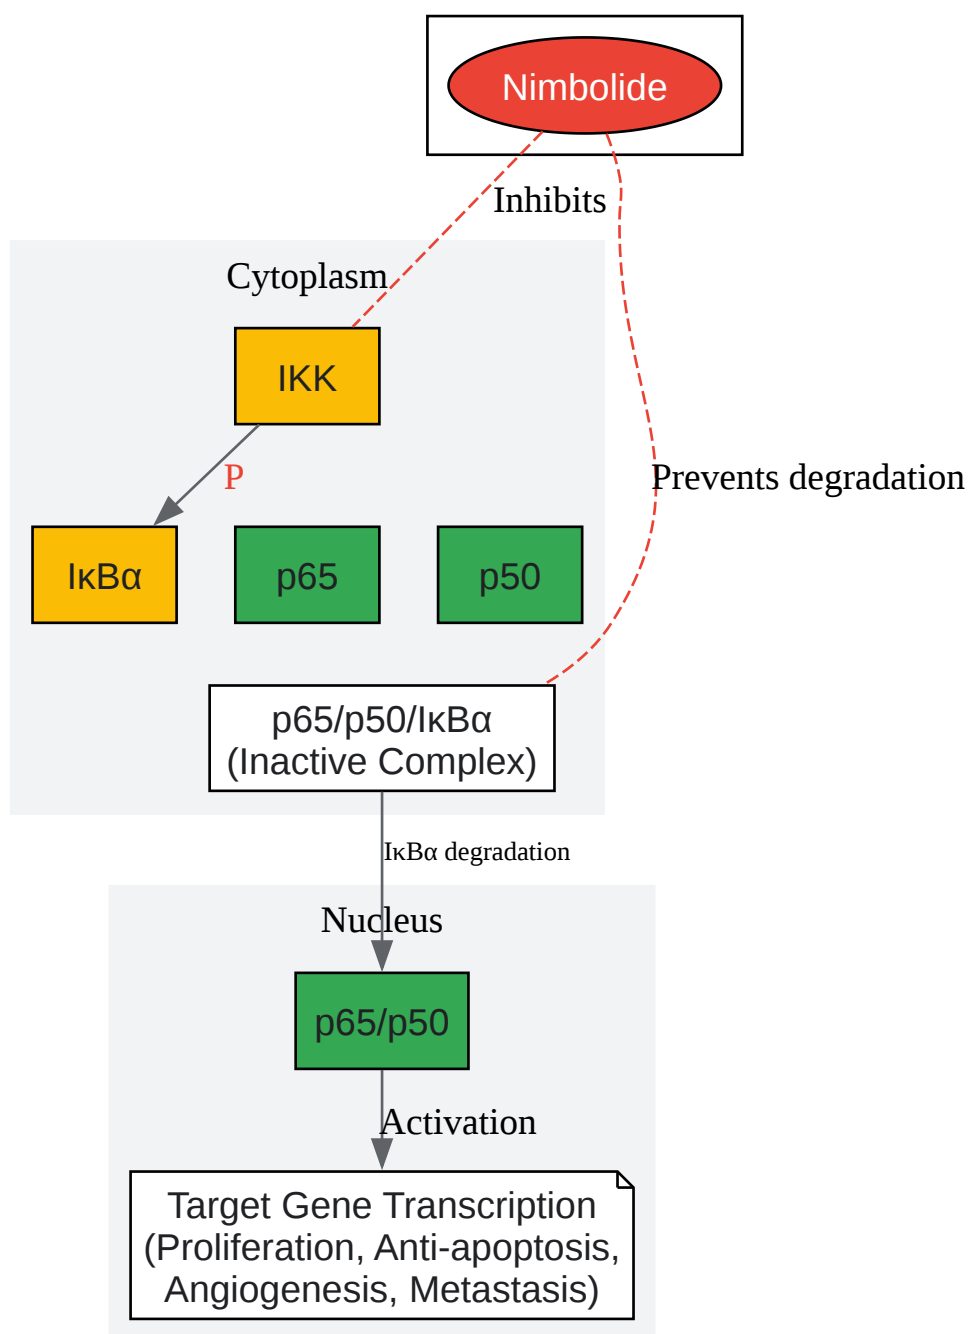 Nimbolide
Inhibits
Cytoplasm
IKK
P
Prevents degradation
IκBα
p65
p50
p65/p50/IκBα
(Inactive Complex)
IκBα degradation
Nucleus
p65/p50
Activation
Target Gene Transcription
(Proliferation, Anti-apoptosis,
Angiogenesis, Metastasis)